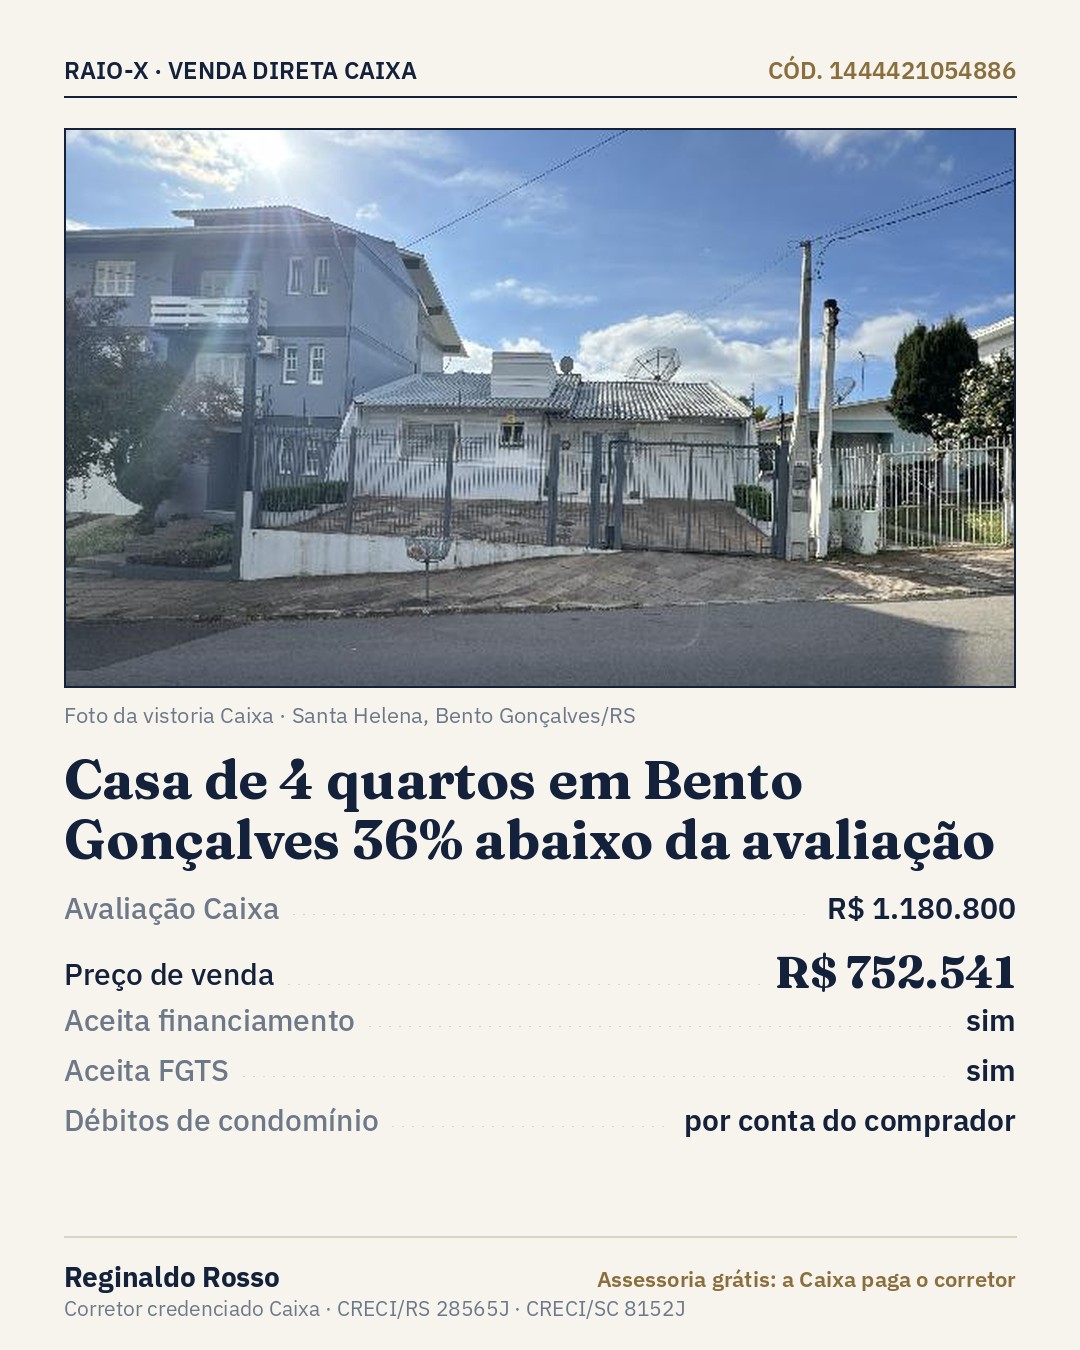 RAIO-X · VENDA DIRETA CAIXA
CÓD. 1444421054886
Foto da vistoria Caixa · Santa Helena, Bento Gonçalves/RS
Casa de 4 quartos em Bento
Gonçalves 36% abaixo da avaliação
Avaliação Caixa R$ 1.180.800
Preço de venda R$ 752.541
Aceita financiamento sim
Aceita FGTS sim
Débitos de condomínio por conta do comprador
Reginaldo Rosso
Assessoria grátis: a Caixa paga o corretor
Corretor credenciado Caixa · CRECI/RS 28565J · CRECI/SC 8152J